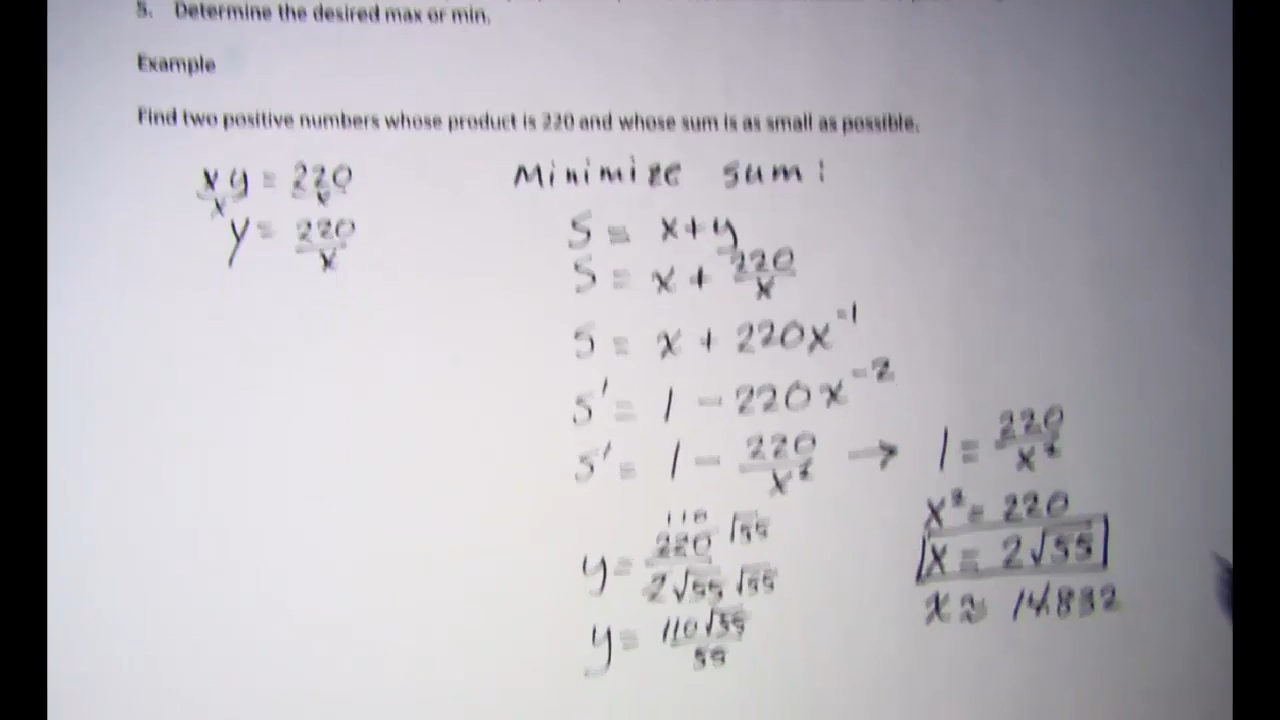 5. Determine the desired max or min.
Example
Find two positive numbers whose product is 220 and whose sum is as small as possible.
xy = 220
x x
y = 220/x
Minimize sum:
S = x+y
S = x + 220/x
S = x + 220x⁻¹
S' = 1 - 220x⁻²
S' = 1 - 220/x² → 1 = 220/x²
x² = 220
x = 2√55
x ≈ 14.832
110
y = 220 √55 / 2√55 √55
y = 110√55 / 55